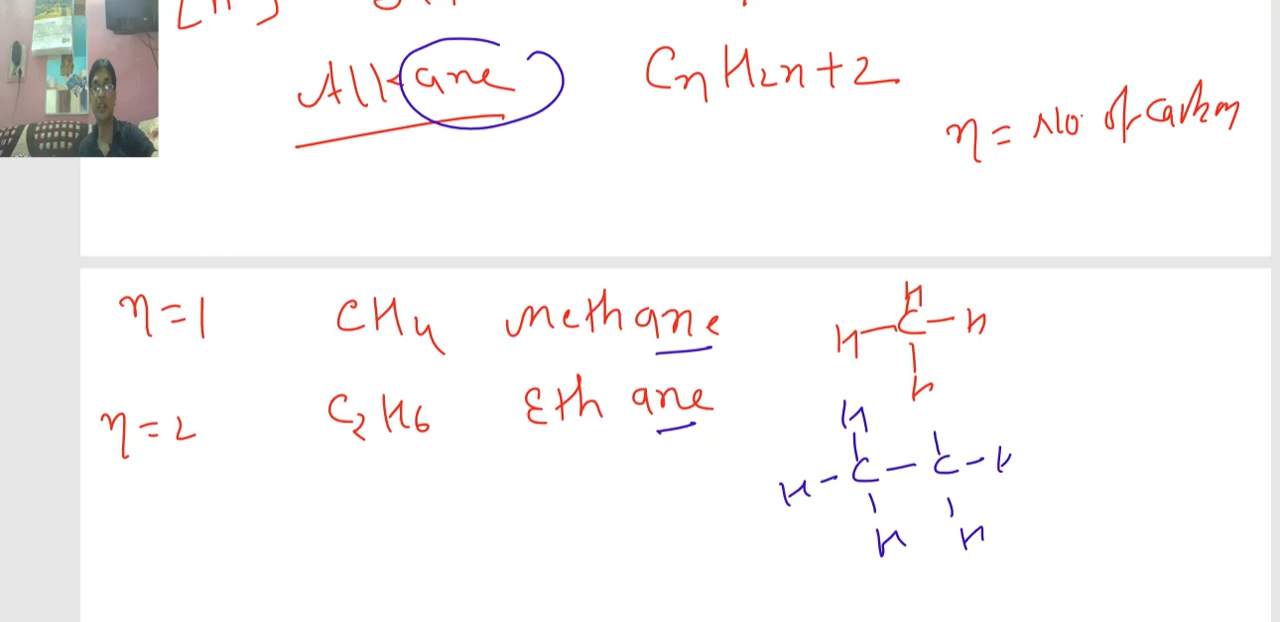 Alkane CnH2n+2
n = No. of Carbon
n=1 CH4 methane
n=2 C2H6 Ethane
H
H-C-H
H
H
H-C-C-H
H H